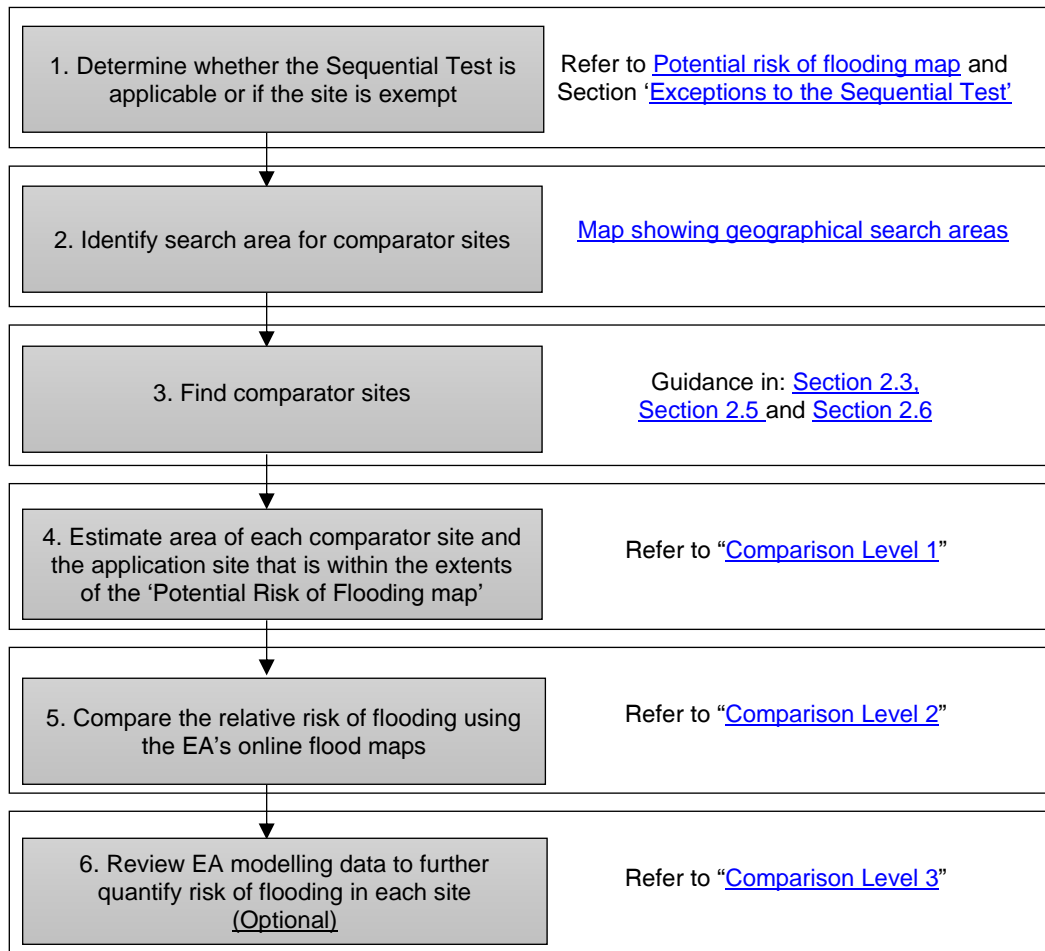 1. Determine whether the Sequential Test is
applicable or if the site is exempt
Refer to Potential risk of flooding map and
Section ‘Exceptions to the Sequential Test’
2. Identify search area for comparator sites
Map showing geographical search areas
3. Find comparator sites
Guidance in: Section 2.3,
Section 2.5 and Section 2.6
4. Estimate area of each comparator site and
the application site that is within the extents
of the ‘Potential Risk of Flooding map’
Refer to “Comparison Level 1”
5. Compare the relative risk of flooding using
the EA’s online flood maps
Refer to “Comparison Level 2”
6. Review EA modelling data to further
quantify risk of flooding in each site
(Optional)
Refer to “Comparison Level 3”